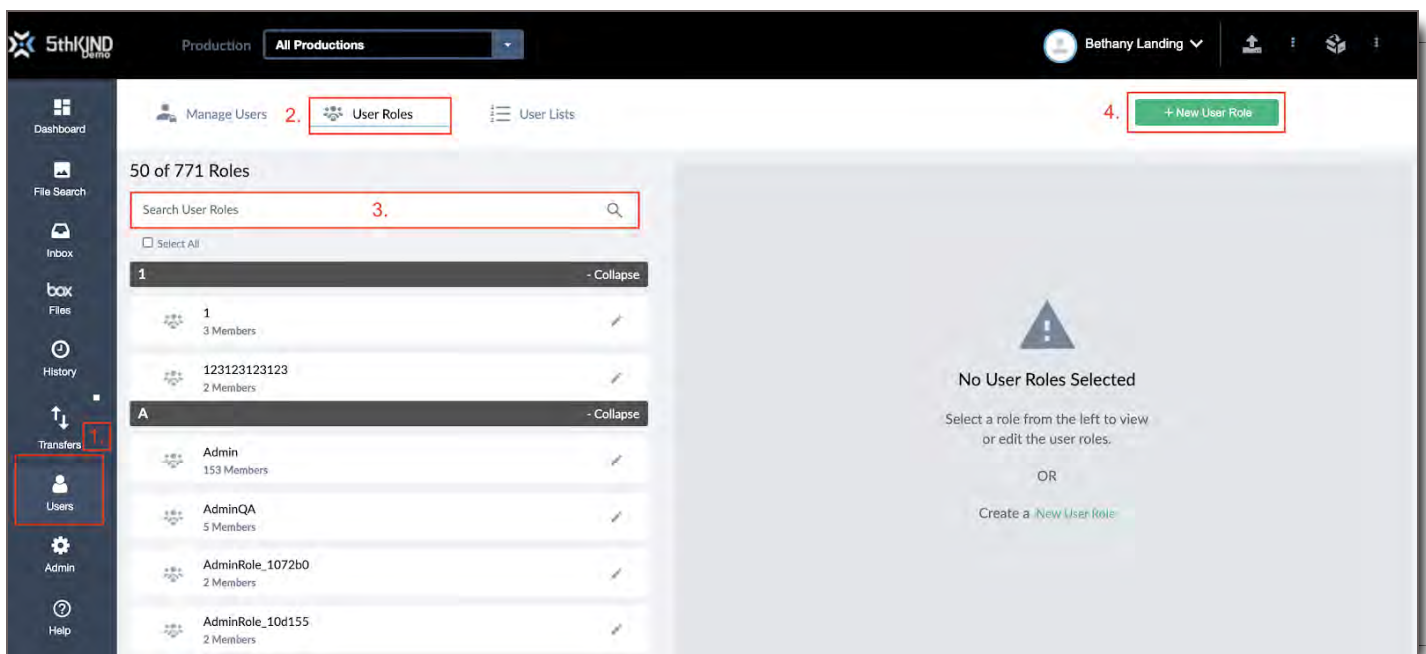 5thKIND
Demo
Production
All Productions
Bethany Landing
Dashboard
File Search
Inbox
box
Files
History
Transfers
1.
Users
Admin
Help
Manage Users
2.
User Roles
User Lists
4.
+ New User Role
50 of 771 Roles
Search User Roles
3.
Select All
1
- Collapse
1
3 Members
123123123123
2 Members
A
- Collapse
Admin
153 Members
AdminQA
5 Members
AdminRole_1072b0
2 Members
AdminRole_10d155
2 Members
No User Roles Selected
Select a role from the left to view
or edit the user roles.
OR
Create a New User Role